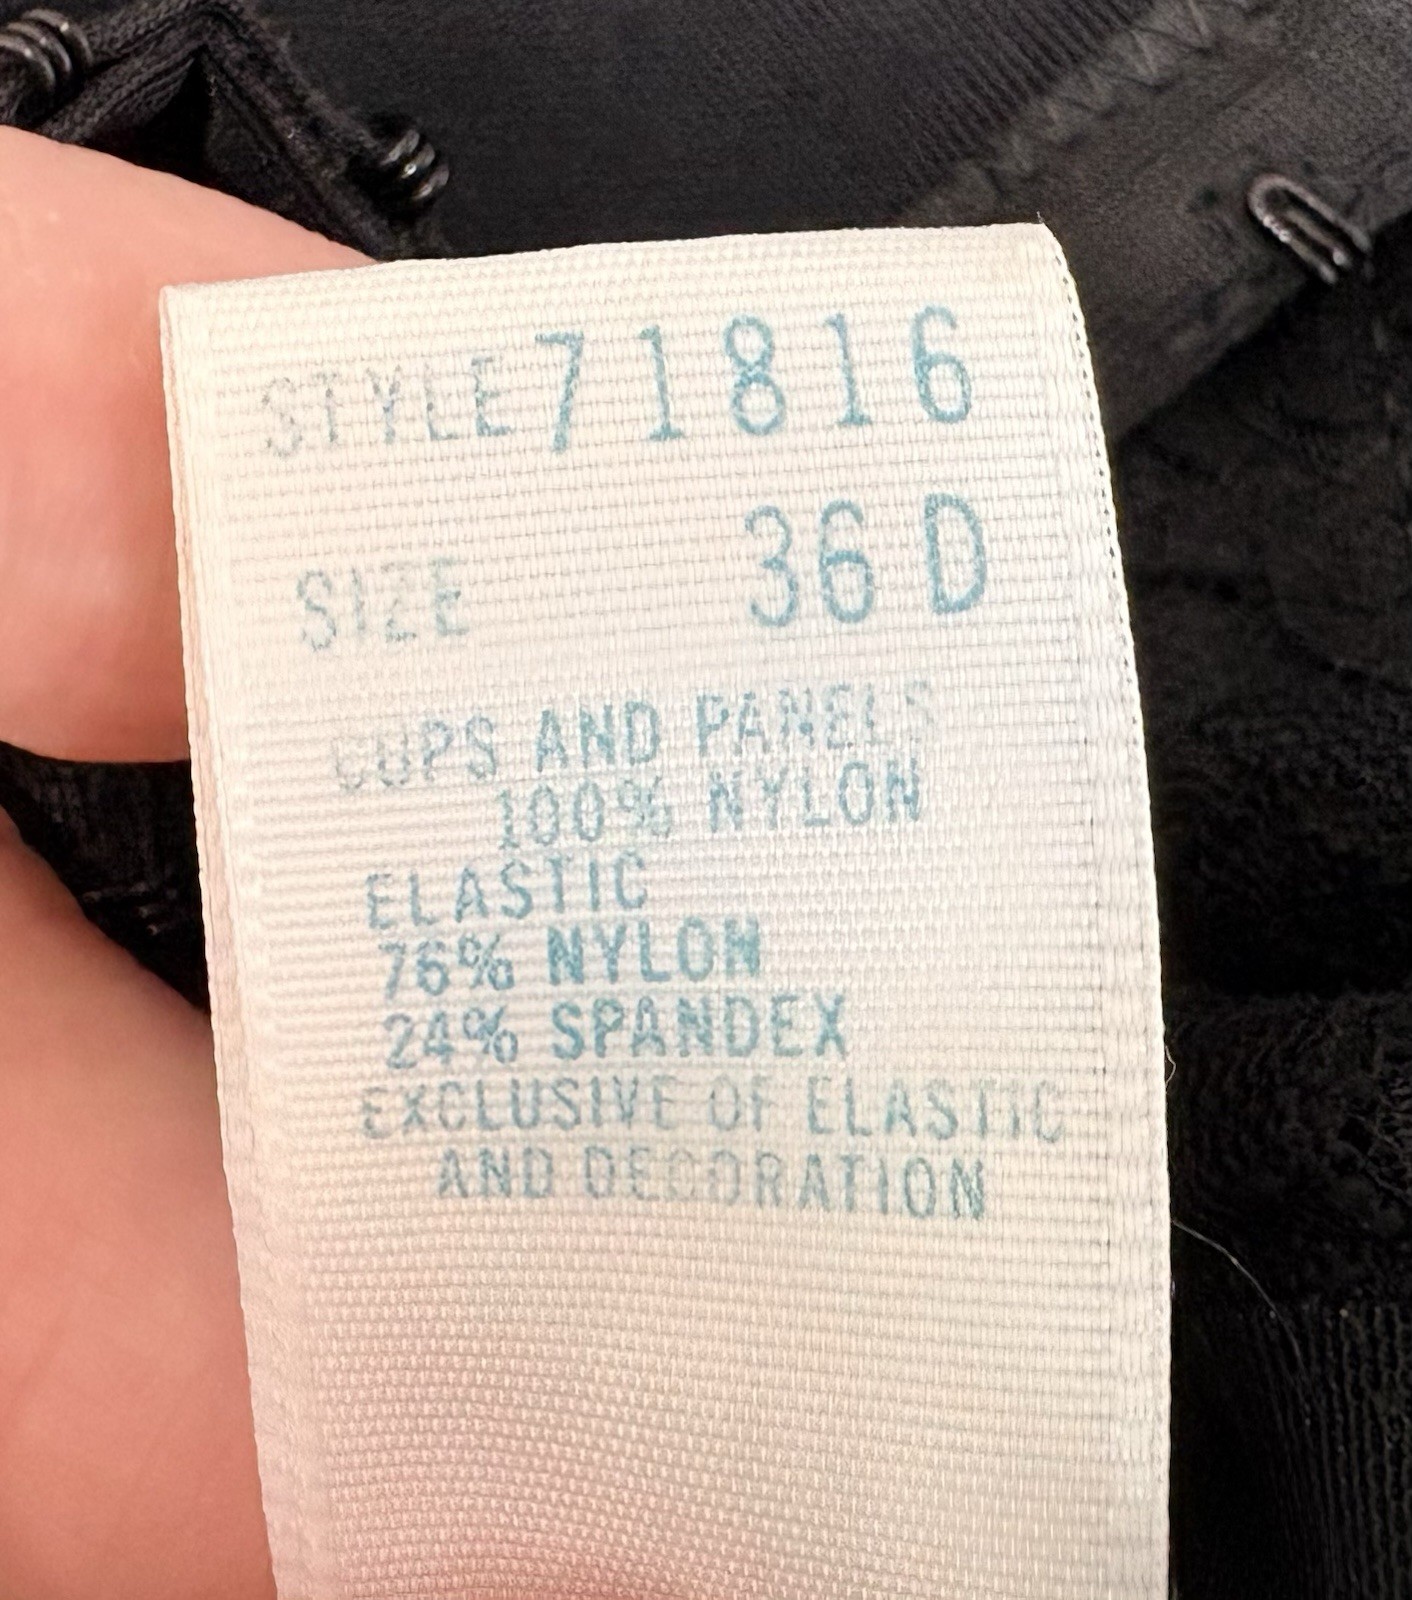 STYLE 71816
SIZE 36 D
CUPS AND PANELS
100% NYLON
ELASTIC
76% NYLON
24% SPANDEX
EXCLUSIVE OF ELASTIC
AND DECORATION